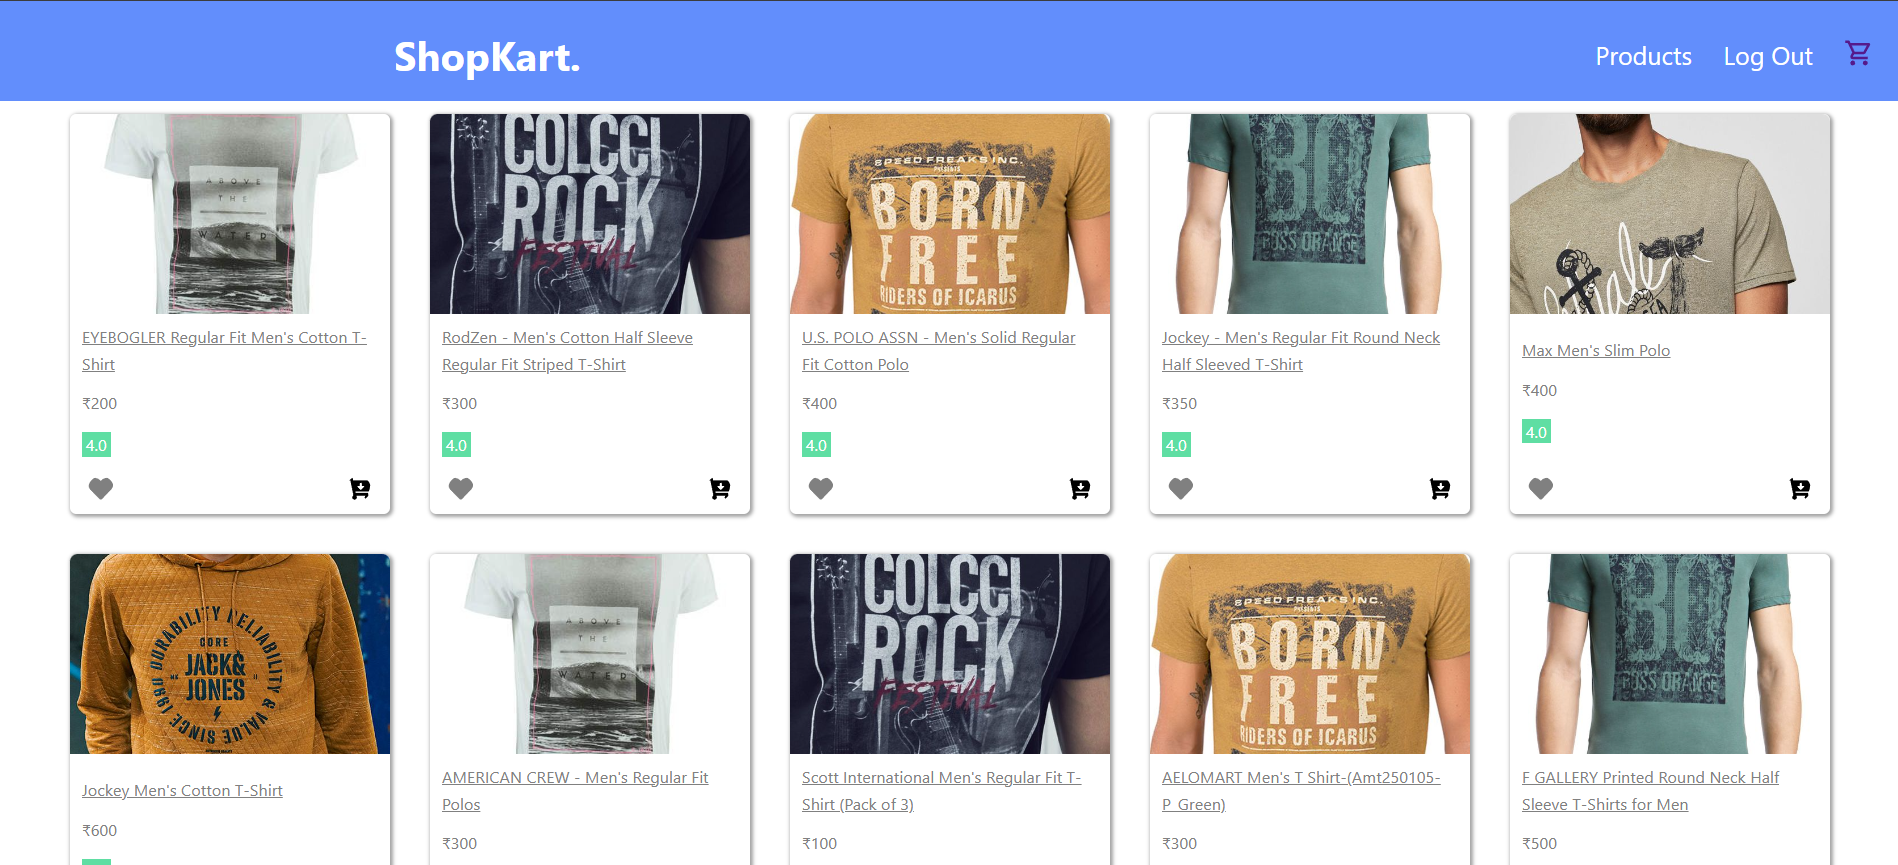 ShopKart.
Products
Log Out
ABOVE
THE
WATER
COLCCI
ROCK
FESTIVAL
SPEED FREAKS INC.
PRESENTS
BORN
FREE
RIDERS OF ICARUS
BO
BOSS ORANGE
EYEBOGLER Regular Fit Men's Cotton T-
Shirt
₹200
4.0
RodZen - Men's Cotton Half Sleeve
Regular Fit Striped T-Shirt
₹300
4.0
U.S. POLO ASSN - Men's Solid Regular
Fit Cotton Polo
₹400
4.0
Jockey - Men's Regular Fit Round Neck
Half Sleeved T-Shirt
₹350
4.0
Max Men's Slim Polo
₹400
4.0
DURABILITY RELIABILITY & VALUE SINCE 1990
CORE
JACK&
JONES
ABOVE
THE
WATER
COLCCI
ROCK
FESTIVAL
SPEED FREAKS INC.
PRESENTS
BORN
FREE
RIDERS OF ICARUS
BO
BOSS ORANGE
Jockey Men's Cotton T-Shirt
₹600
AMERICAN CREW - Men's Regular Fit
Polos
₹300
Scott International Men's Regular Fit T-
Shirt (Pack of 3)
₹100
AELOMART Men's T Shirt-(Amt250105-
P_Green)
₹300
F GALLERY Printed Round Neck Half
Sleeve T-Shirts for Men
₹500